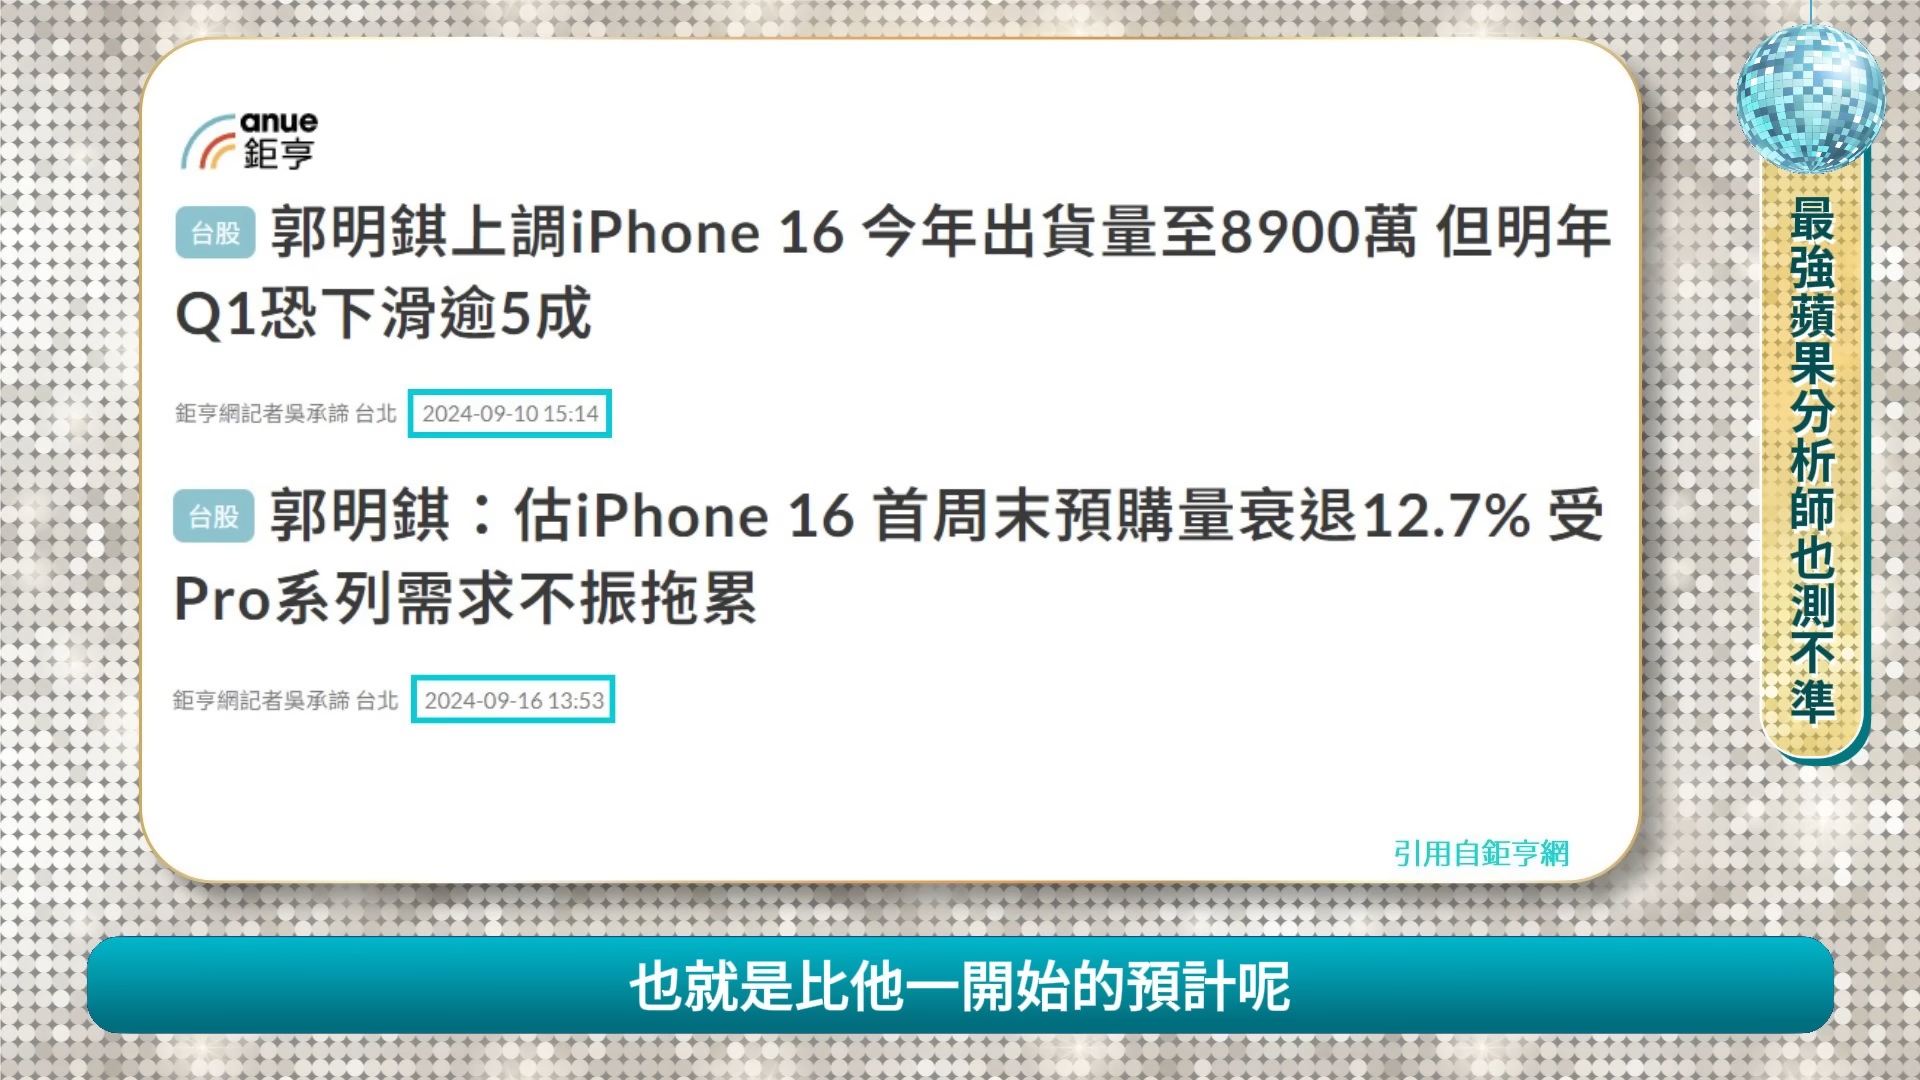 anue
鉅亨
台股 郭明錤上調iPhone 16 今年出貨量至8900萬 但明年
Q1恐下滑逾5成
鉅亨網記者吳承諦 台北 2024-09-10 15:14
台股 郭明錤：估iPhone 16 首周末預購量衰退12.7% 受
Pro系列需求不振拖累
鉅亨網記者吳承諦 台北 2024-09-16 13:53
引用自鉅亨網
最強蘋果分析師也測不準
也就是比他一開始的預計呢